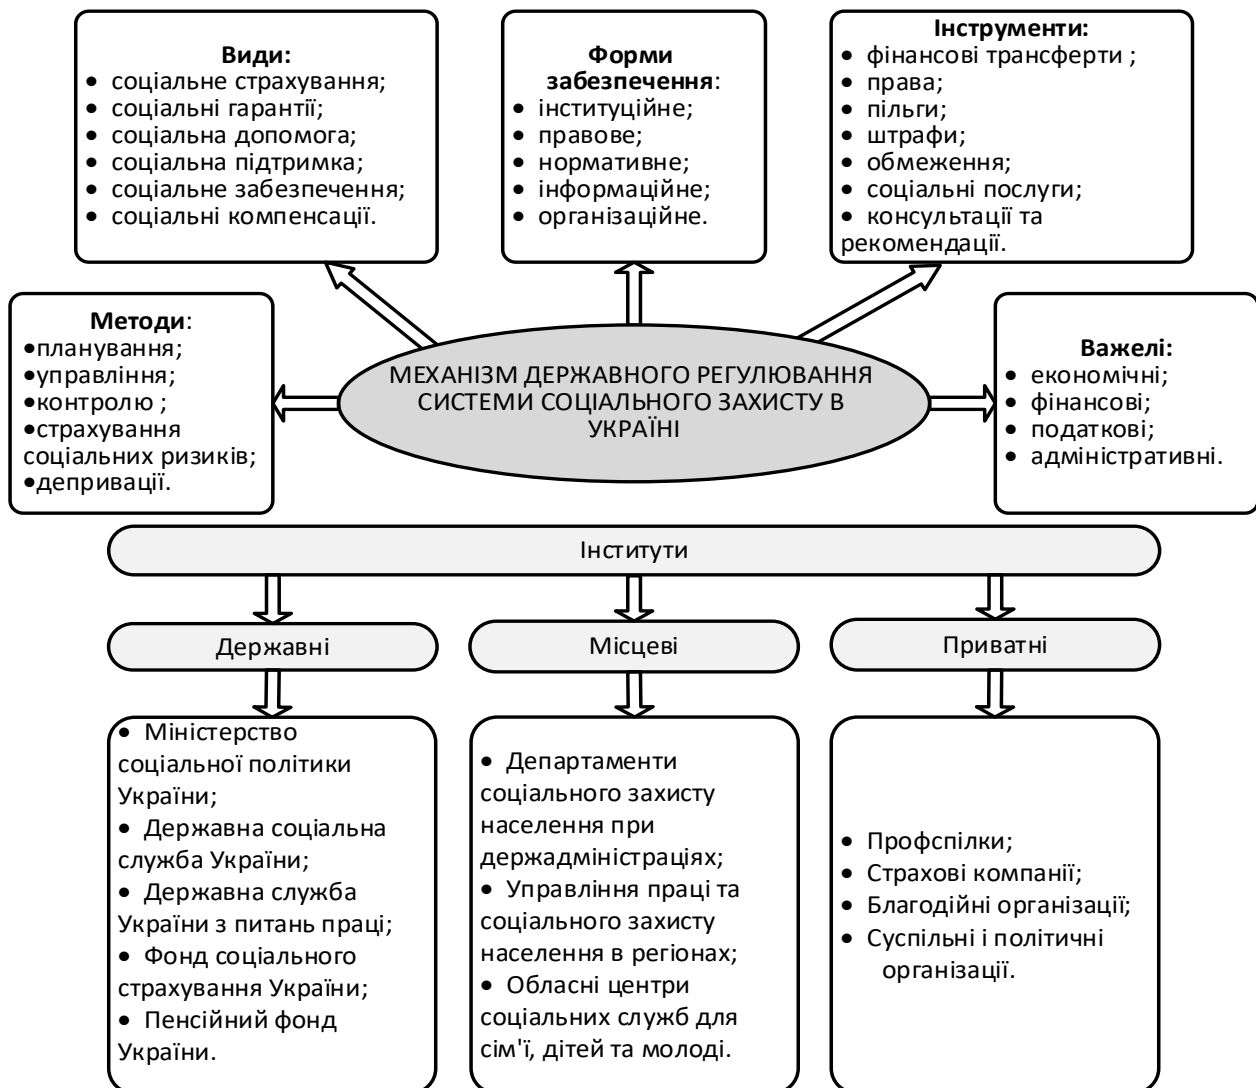 Види:
• соціальне страхування;
• соціальні гарантії;
• соціальна допомога;
• соціальна підтримка;
• соціальне забезпечення;
• соціальні компенсації.
Форми
забезпечення:
• інституційне;
• правове;
• нормативне;
• інформаційне;
• організаційне.
Інструменти:
• фінансові трансферти ;
• права;
• пільги;
• штрафи;
• обмеження;
• соціальні послуги;
• консультації та
рекомендації.
Методи:
•планування;
•управління;
•контролю ;
•страхування
соціальних ризиків;
•депривації.
МЕХАНІЗМ ДЕРЖАВНОГО РЕГУЛЮВАННЯ
СИСТЕМИ СОЦІАЛЬНОГО ЗАХИСТУ В
УКРАЇНІ
Важелі:
• економічні;
• фінансові;
• податкові;
• адміністративні.
Інститути
Державні
Місцеві
Приватні
• Міністерство
соціальної політики
України;
• Державна соціальна
служба України;
• Державна служба
України з питань праці;
• Фонд соціального
страхування України;
• Пенсійний фонд
України.
• Департаменти
соціального захисту
населення при
держадміністраціях;
• Управління праці та
соціального захисту
населення в регіонах;
• Обласні центри
соціальних служб для
сім'ї, дітей та молоді.
• Профспілки;
• Страхові компанії;
• Благодійні організації;
• Суспільні і політичні
організації.